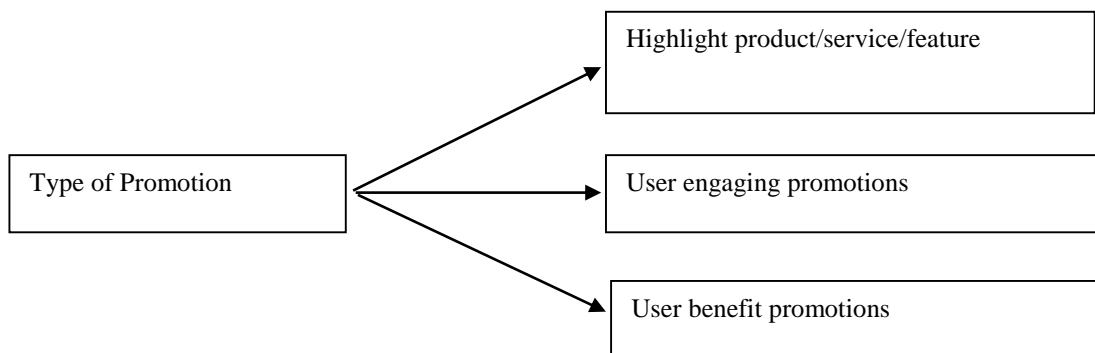 Highlight product/service/feature
Type of Promotion
User engaging promotions
User benefit promotions